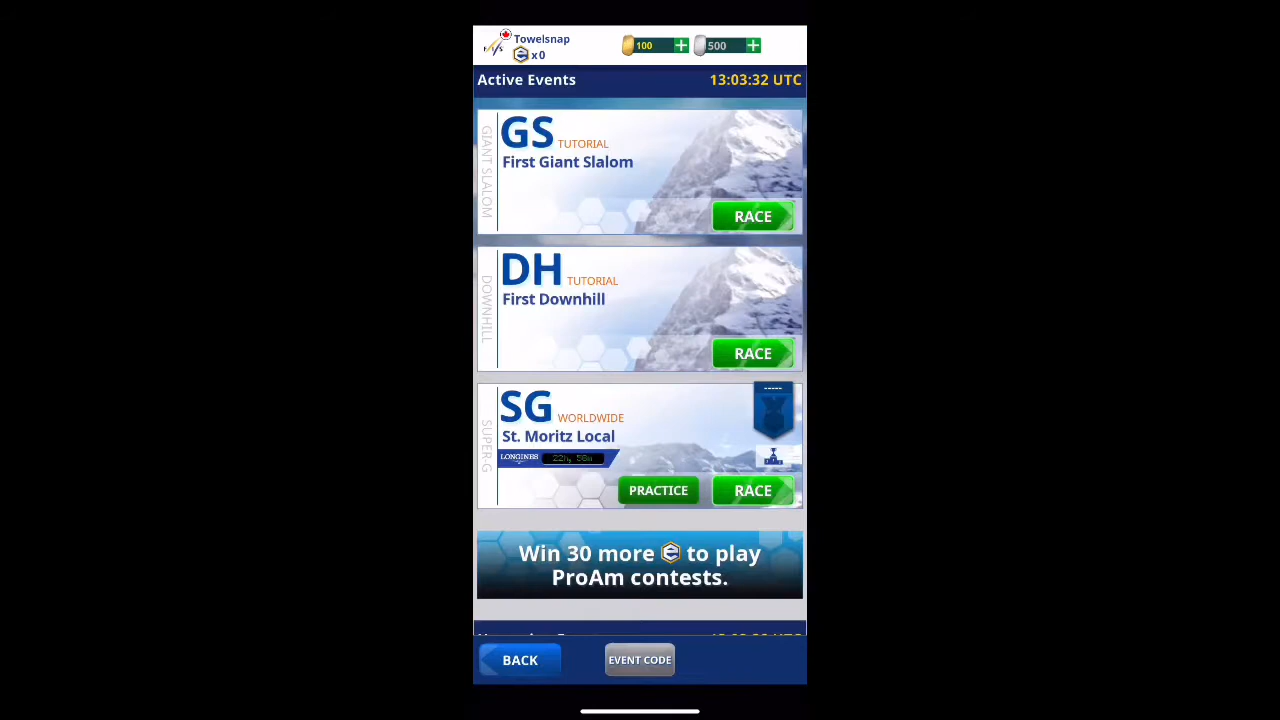 Towelsnap
x0
100
500
Active Events
13:03:32 UTC
GIANT SLALOM
GS TUTORIAL
First Giant Slalom
RACE
DOWNHILL
DH TUTORIAL
First Downhill
RACE
SUPER-G
SG WORLDWIDE
St. Moritz Local
LONGINES
PRACTICE
RACE
Win 30 more e to play
ProAm contests.
BACK
EVENT CODE